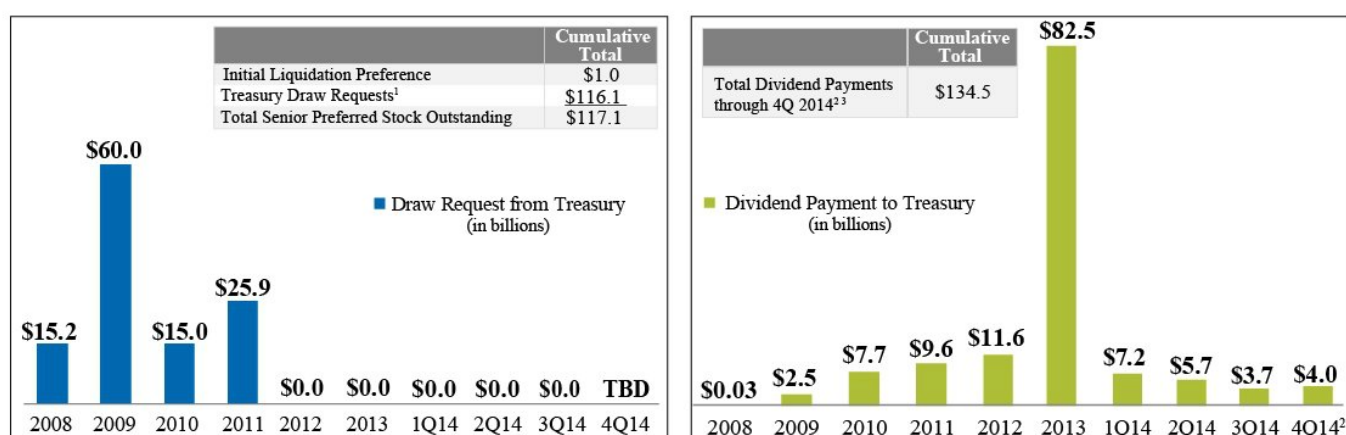 Cumulative
Total
Initial Liquidation Preference $1.0
Treasury Draw Requests¹ $116.1
Total Senior Preferred Stock Outstanding $117.1
$60.0
Draw Request from Treasury
(in billions)
$25.9
$15.2 $15.0
$0.0 $0.0 $0.0 $0.0 $0.0 TBD
2008 2009 2010 2011 2012 2013 1Q14 2Q14 3Q14 4Q14
$82.5
Cumulative
Total
Total Dividend Payments
through 4Q 2014²³ $134.5
Dividend Payment to Treasury
(in billions)
$0.03 $2.5 $7.7 $9.6 $11.6 $7.2 $5.7 $3.7 $4.0
2008 2009 2010 2011 2012 2013 1Q14 2Q14 3Q14 4Q14²